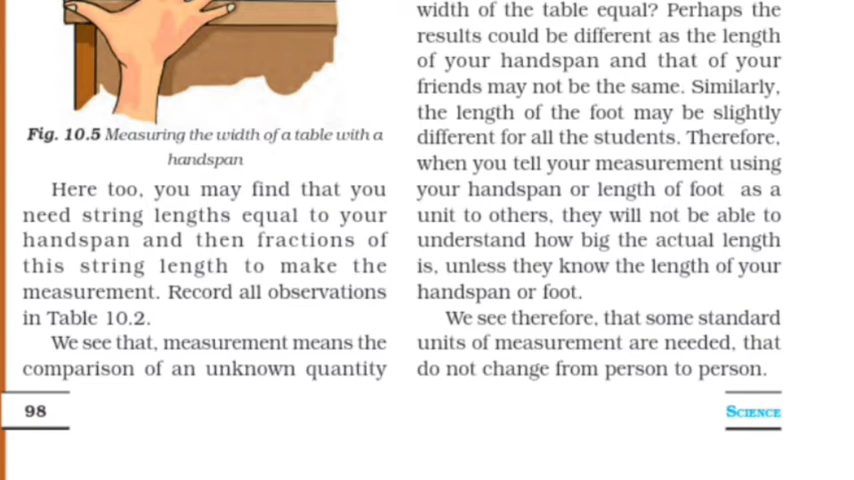 Fig. 10.5 Measuring the width of a table with a
handspan
Here too, you may find that you
need string lengths equal to your
handspan and then fractions of
this string length to make the
measurement. Record all observations
in Table 10.2.
We see that, measurement means the
comparison of an unknown quantity
width of the table equal? Perhaps the
results could be different as the length
of your handspan and that of your
friends may not be the same. Similarly,
the length of the foot may be slightly
different for all the students. Therefore,
when you tell your measurement using
your handspan or length of foot as a
unit to others, they will not be able to
understand how big the actual length
is, unless they know the length of your
handspan or foot.
We see therefore, that some standard
units of measurement are needed, that
do not change from person to person.
98
SCIENCE